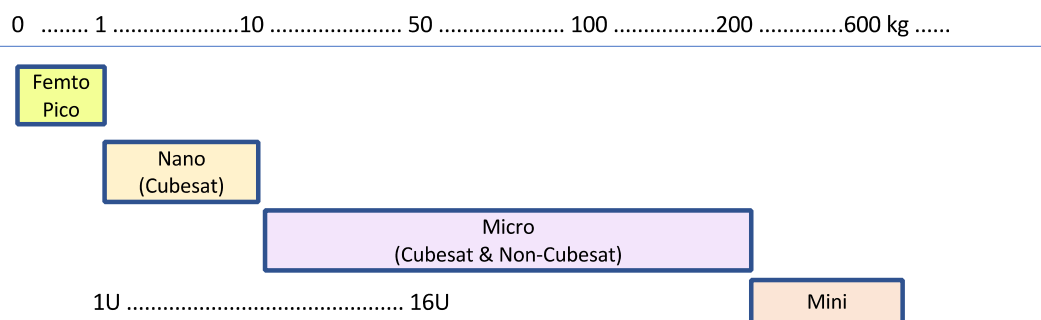 0 ........ 1 ........................10 ......................... 50 ........................ 100 ...................200 ................600 kg ......
Femto
Pico
Nano
(Cubesat)
Micro
(Cubesat & Non-Cubesat)
1U ..................................................... 16U
Mini